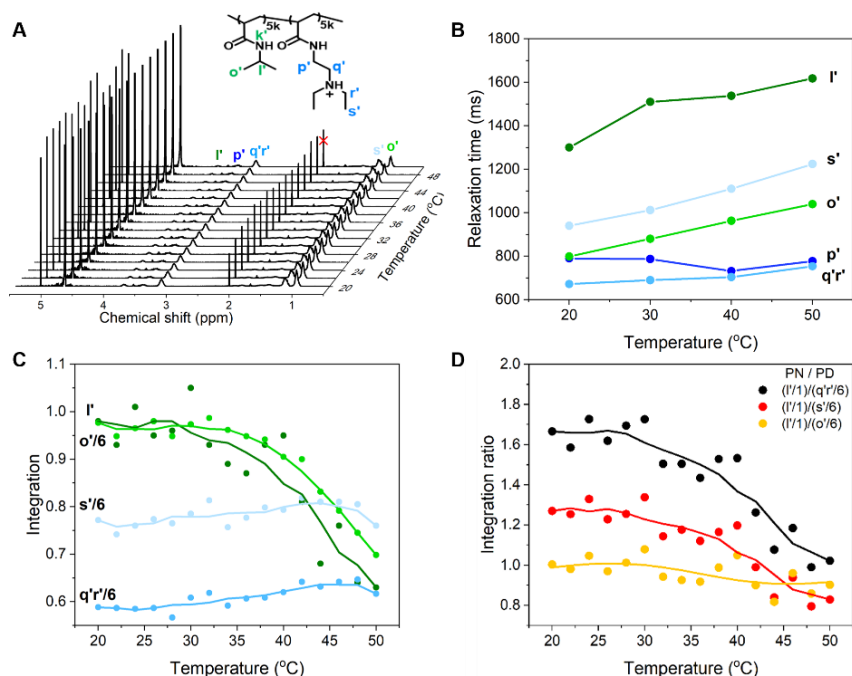 A
5k
5k
O
k'
NH
O
NH
o'
l'
p'
q'
NH
+
r'
s'
l'
p'
q'r'
×
s'
o'
48
44
40
36
32
28
24
20
Temperature (°C)
5
4
3
2
1
Chemical shift (ppm)
B
1800
1600
1400
1200
1000
800
600
Relaxation time (ms)
l'
s'
o'
p'
q'r'
20
30
40
50
Temperature (°C)
C
1.1
1.0
0.9
0.8
0.7
0.6
Integration
l'
o'/6
s'/6
q'r'/6
20
25
30
35
40
45
50
Temperature (°C)
D
2.0
1.8
1.6
1.4
1.2
1.0
0.8
Integration ratio
PN / PD
(l'/1)/(q'r'/6)
(l'/1)/(s'/6)
(l'/1)/(o'/6)
20
25
30
35
40
45
50
Temperature (°C)